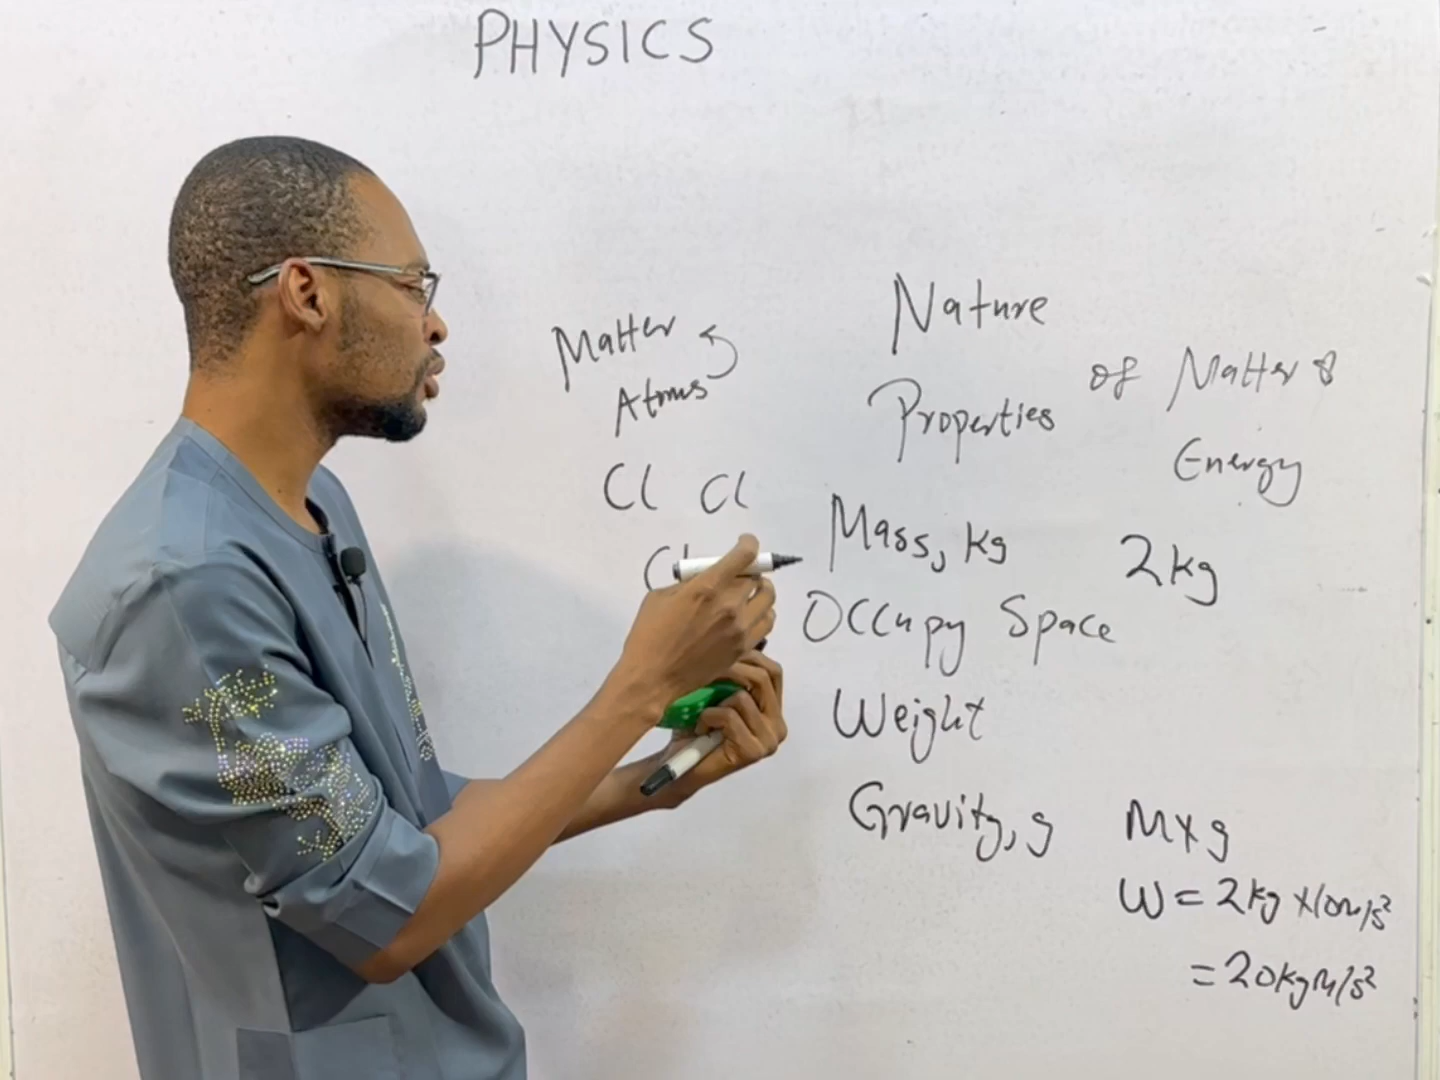 PHYSICS
Matter
Atoms
Cl Cl
Cl
Nature
Properties of Matter &
Energy
Mass, kg 2kg
Occupy Space
Weight
Gravity, g M x g
W = 2kg x 10m/s²
= 20kgm/s²